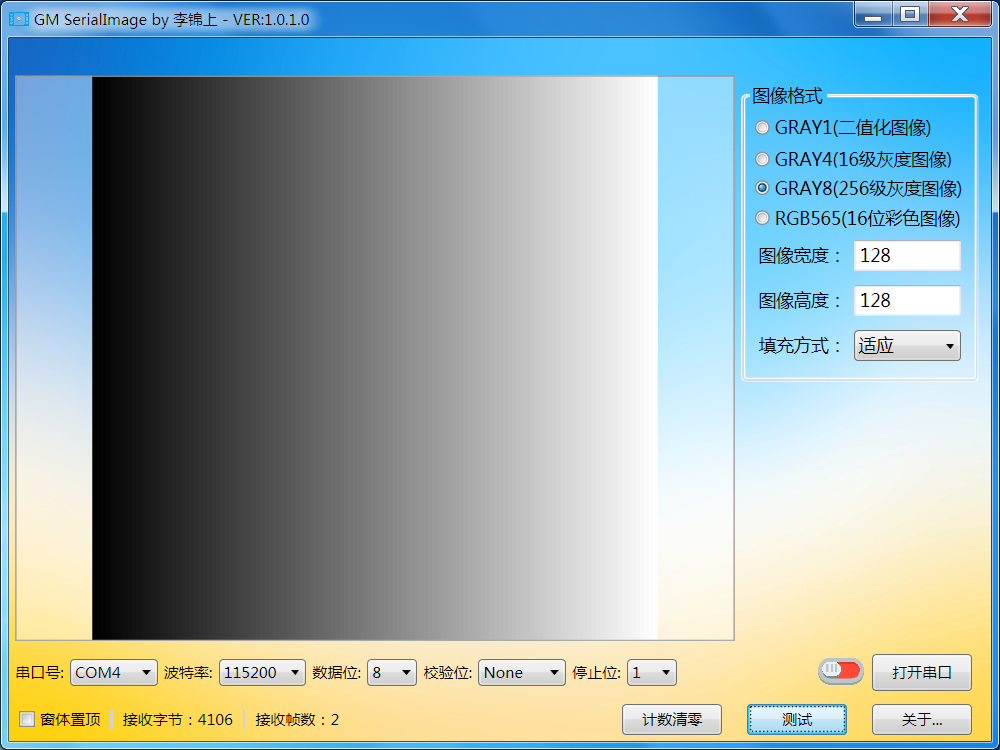 GM SerialImage by 李锦上 - VER:1.0.1.0
图像格式
GRAY1(二值化图像)
GRAY4(16级灰度图像)
GRAY8(256级灰度图像)
RGB565(16位彩色图像)
图像宽度： 128
图像高度： 128
填充方式： 适应
串口号: COM4 波特率: 115200 数据位: 8 校验位: None 停止位: 1 打开串口
窗体置顶 接收字节：4106 接收帧数：2 计数清零 测试 关于...